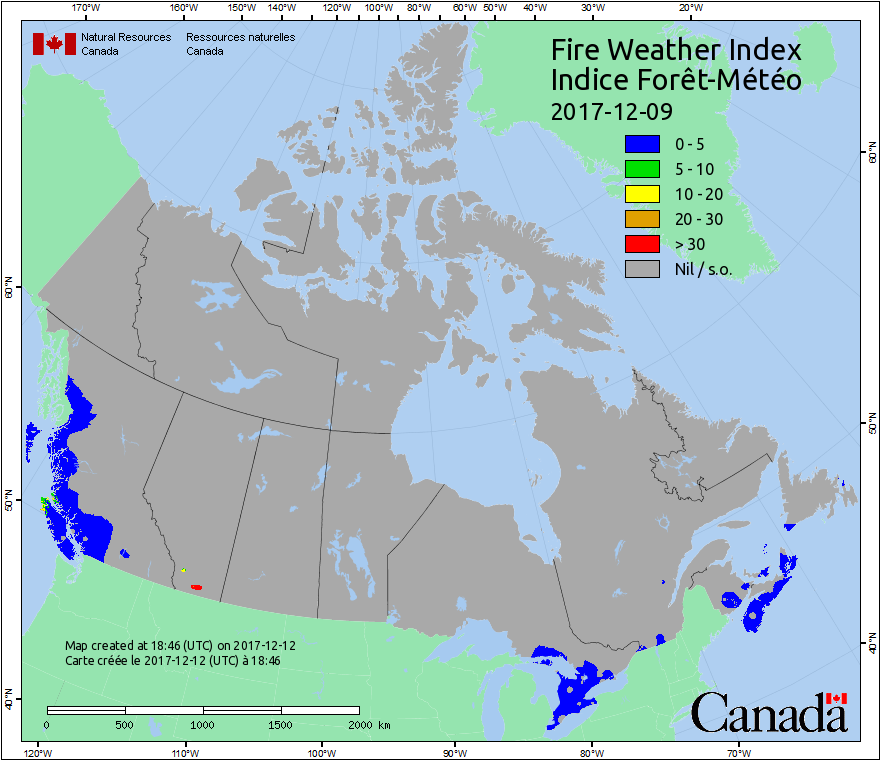 170°W 160°W 150°W 140°W 130°W 120°W 110°W 100°W 90°W 80°W 60°W 50°W 40°W 30°W 20°W
Natural Resources Canada
Ressources naturelles Canada
Fire Weather Index
Indice Forêt-Météo
2017-12-09
0 - 5
5 - 10
10 - 20
20 - 30
> 30
Nil / s.o.
60°N
60°N
50°N
50°N
40°N
40°N
Map created at 18:46 (UTC) on 2017-12-12
Carte créée le 2017-12-12 (UTC) à 18:46
0 500 1000 1500 2000 km
Canada
120°W 110°W 100°W 90°W 80°W 70°W